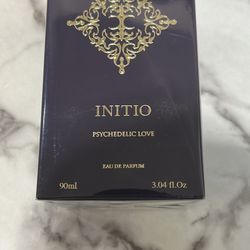 INITIO
PSYCHEDELIC LOVE
EAU DE PARFUM
90ml 3.04 fl.Oz